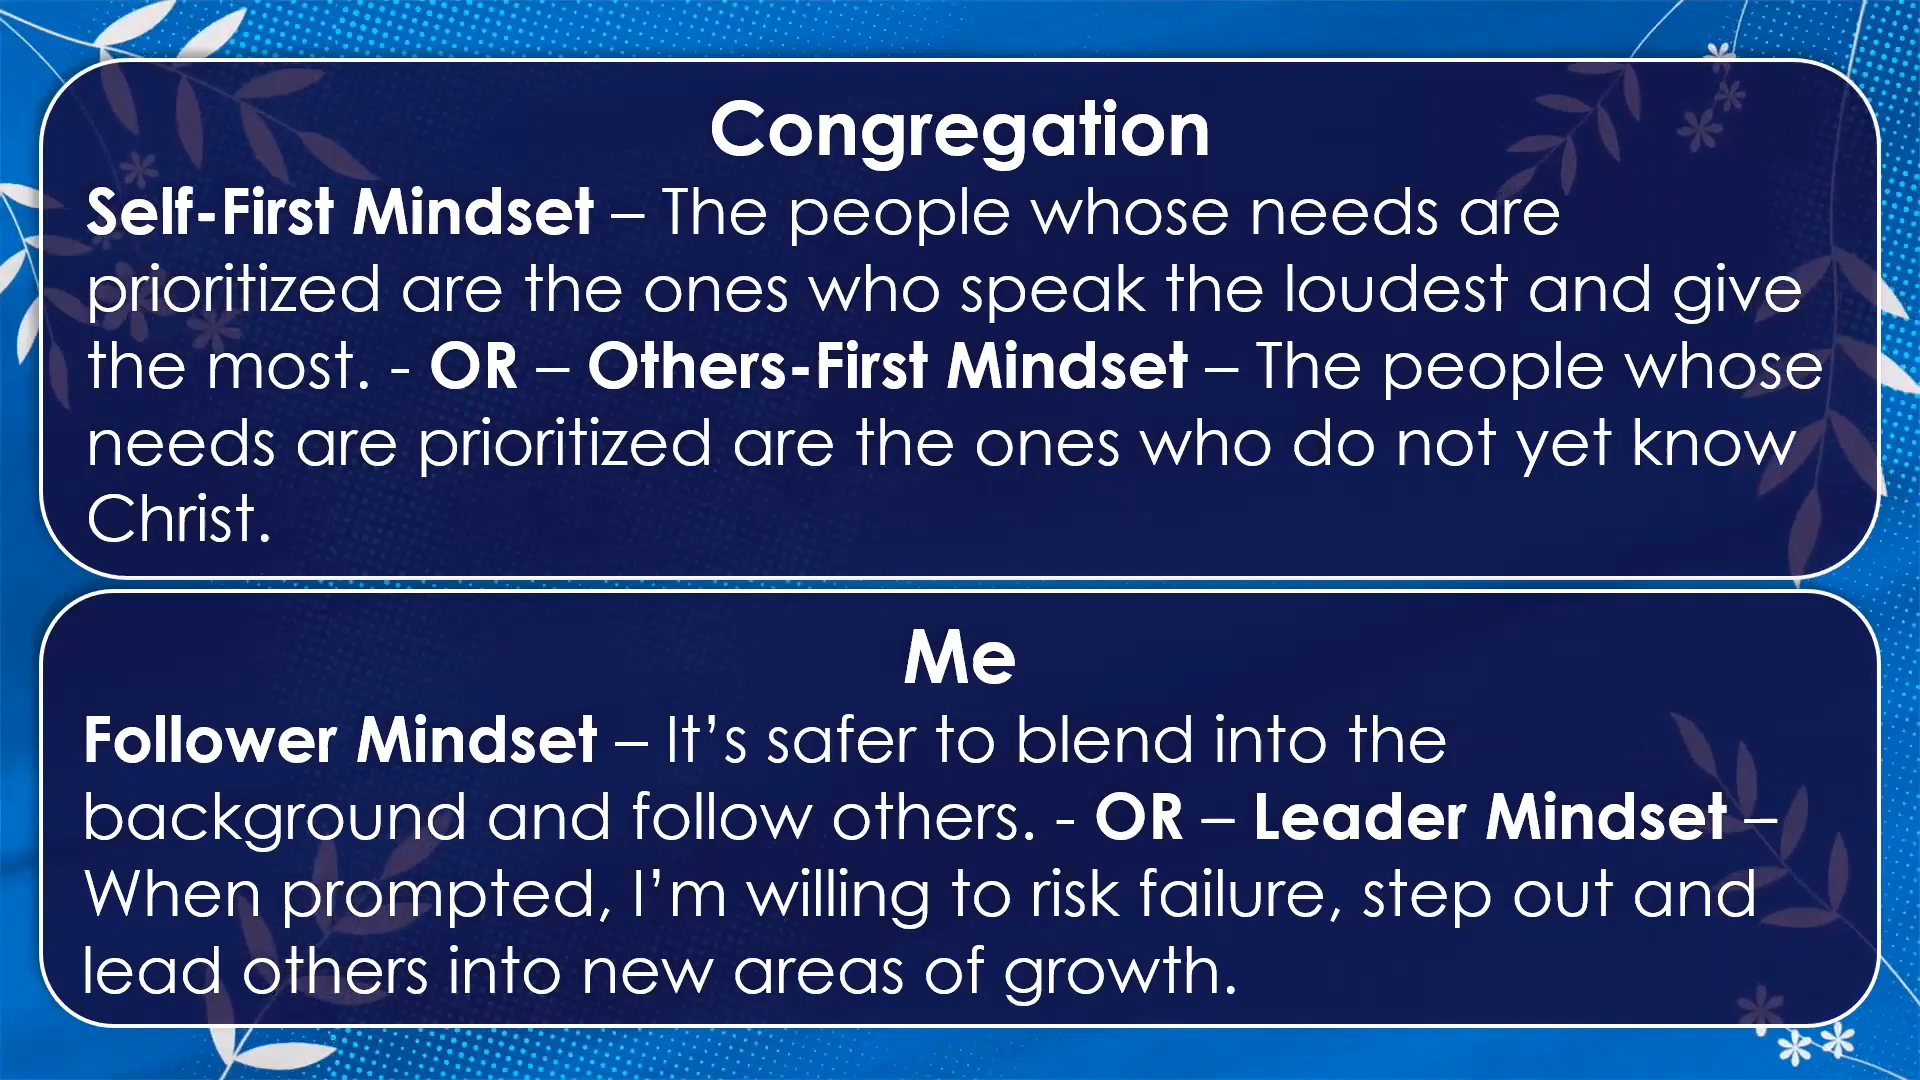 Congregation
Self-First Mindset – The people whose needs are
prioritized are the ones who speak the loudest and give
the most. - OR – Others-First Mindset – The people whose
needs are prioritized are the ones who do not yet know
Christ.
Me
Follower Mindset – It’s safer to blend into the
background and follow others. - OR – Leader Mindset –
When prompted, I’m willing to risk failure, step out and
lead others into new areas of growth.